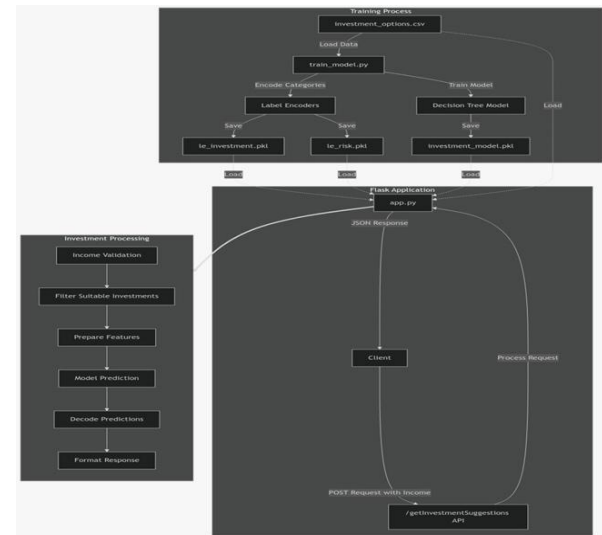 Training Process
investment_options.csv
Load Data
train_model.py
Encode Categories
Train Model
Load
Label Encoders
Decision Tree Model
Save
Save
Save
le_investment.pkl
le_risk.pkl
investment_model.pkl
Load
Load
Load
Flask Application
app.py
JSON Response
Investment Processing
Income Validation
Filter Suitable Investments
Prepare Features
Model Prediction
Decode Predictions
Formal Response
Client
Process Request
POST Request with Income
/getInvestmentSuggestions
API